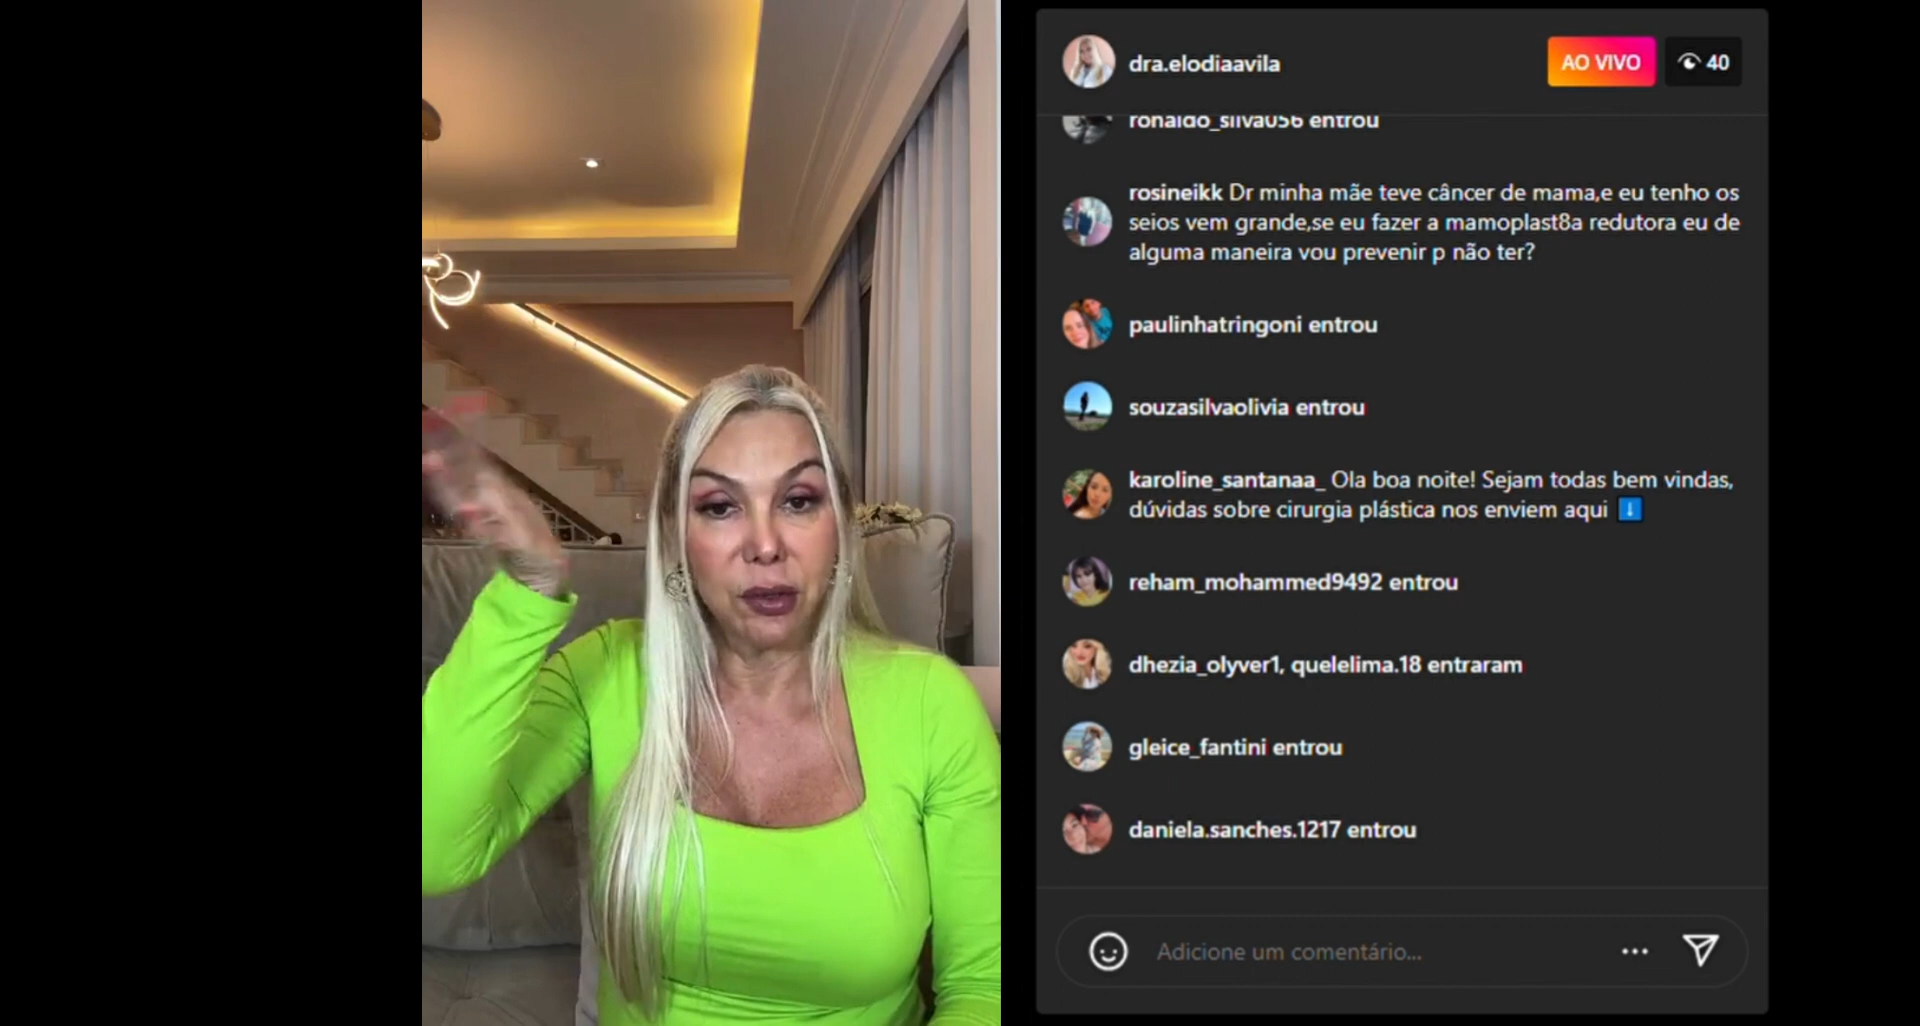 dra.elodiaavila
AO VIVO
40
ronaldo_silva056 entrou
rosineikk Dr minha mãe teve câncer de mama,e eu tenho os
seios vem grande,se eu fazer a mamoplast8a redutora eu de
alguma maneira vou prevenir p não ter?
paulinhatringoni entrou
souzasilvaolivia entrou
karoline_santanaa_ Ola boa noite! Sejam todas bem vindas,
dúvidas sobre cirurgia plástica nos enviem aqui ⬇️
reham_mohammed9492 entrou
dhezia_olyver1, quelelima.18 entraram
gleice_fantini entrou
daniela.sanches.1217 entrou
Adicione um comentário...